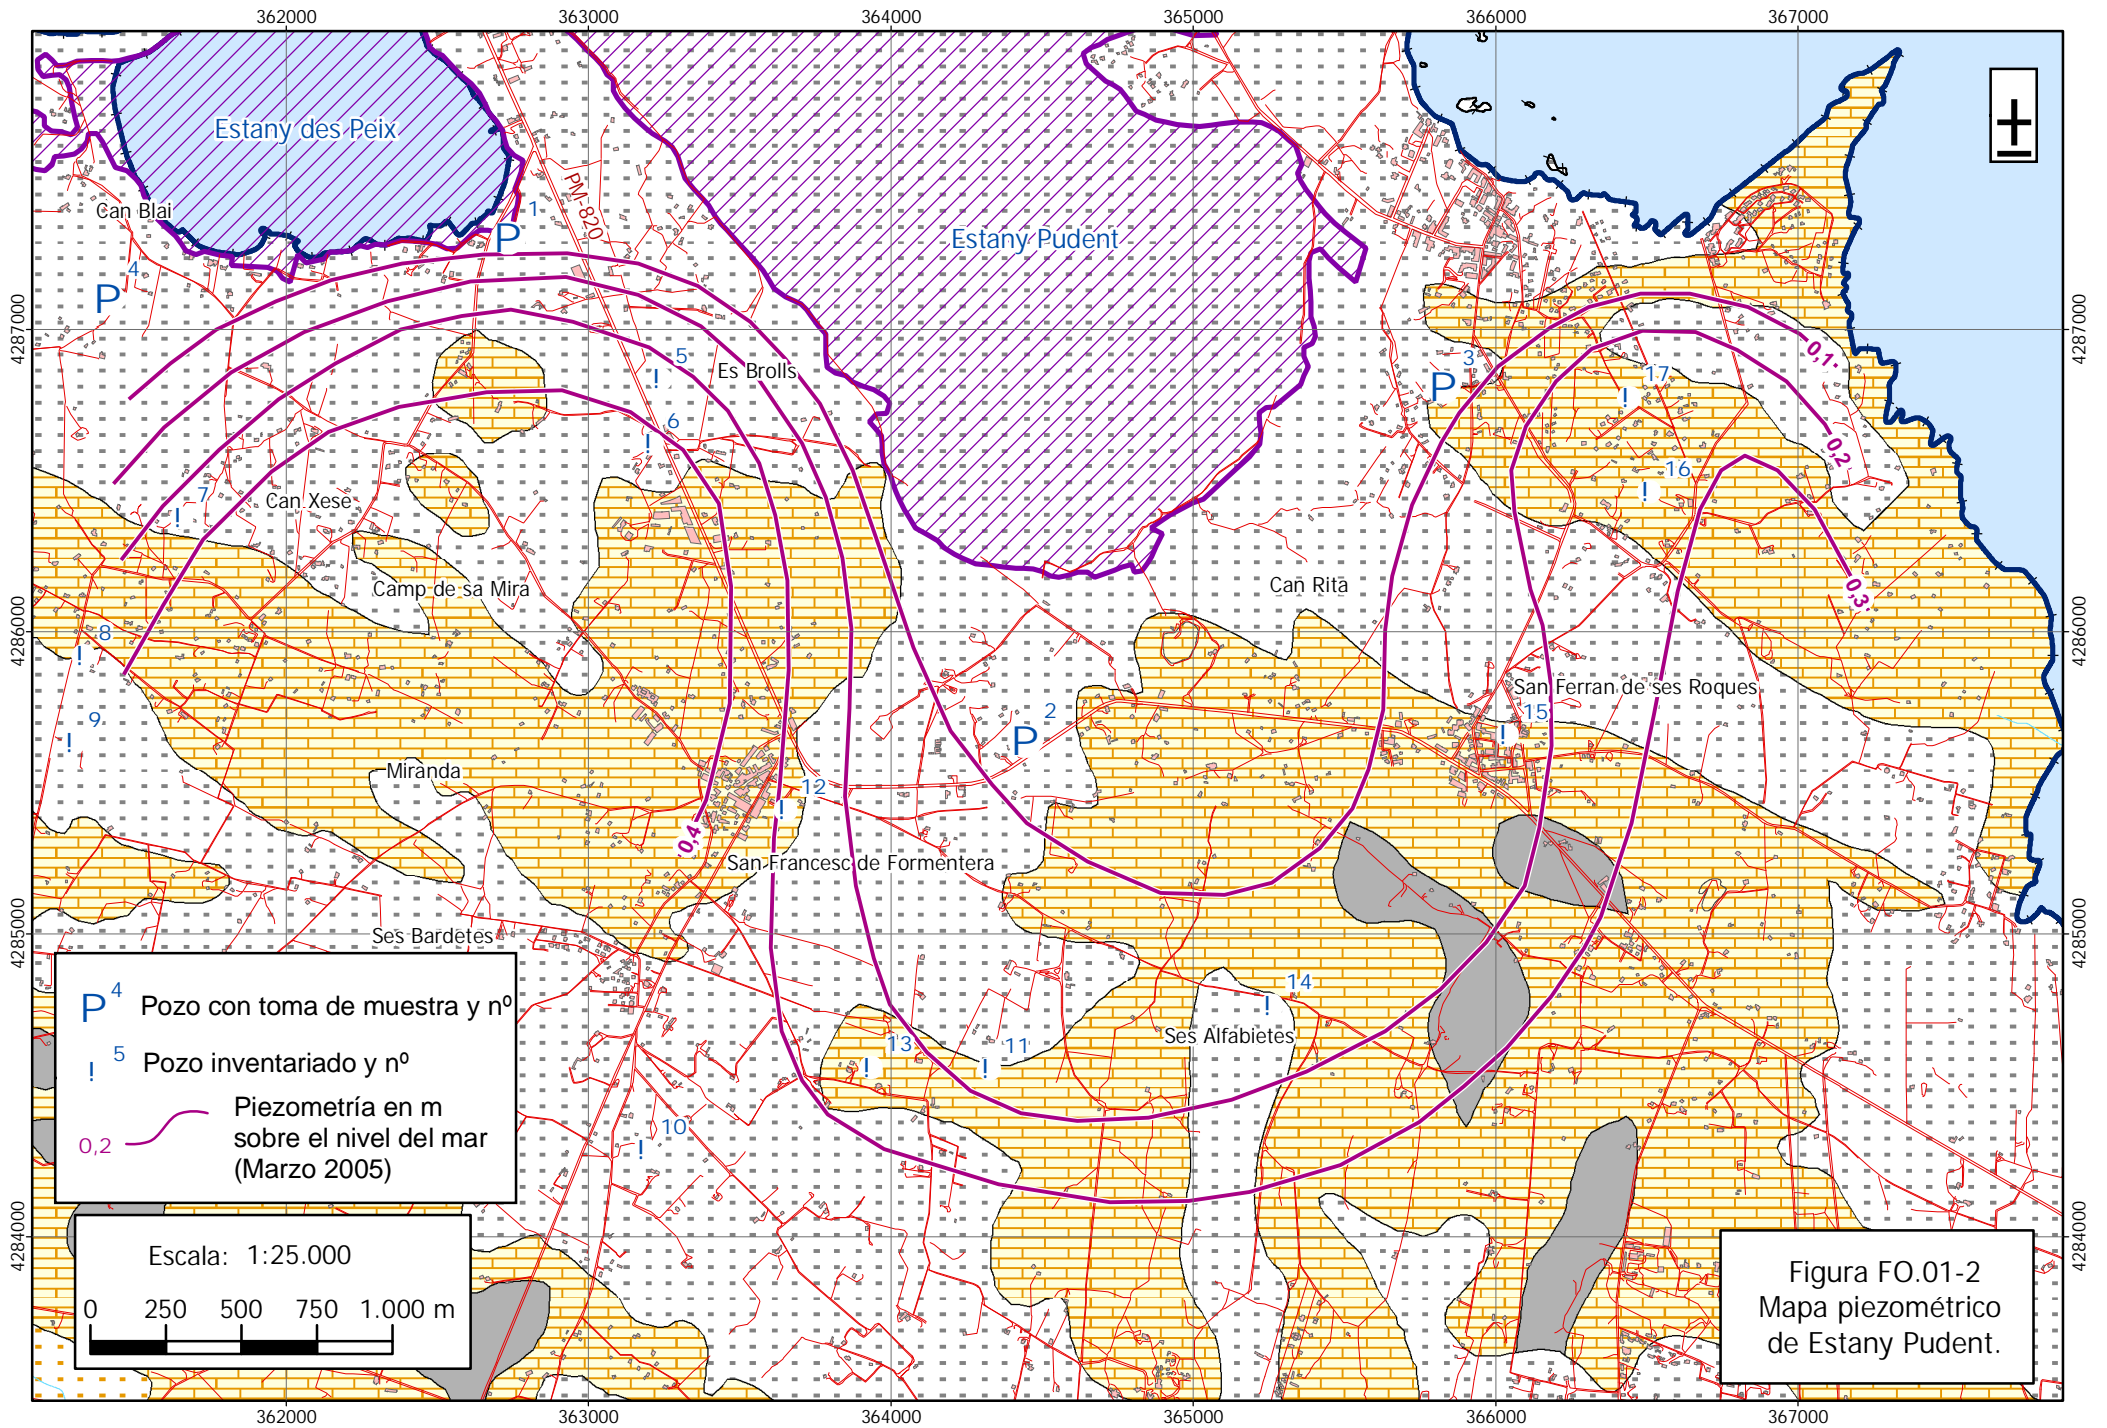 362000
363000
364000
365000
366000
367000
4287000
4286000
4285000
4284000
4287000
4286000
4285000
4284000
Estany des Peix
PM-820
Can Blai
P 1
Estany Pudent
P 4
5
!
Es Brolls
P 3
0,1
17
!
6
!
0,2
16
!
7
!
Can Xese
Camp de sa Mira
Can Rita
0,3
8
!
9
!
P 2
San Ferran de ses Roques
15
!
Miranda
12
!
0,4
San Francesc de Formentera
Ses Bardetes
14
!
Ses Alfabietes
13
!
11
!
10
!
P 4 Pozo con toma de muestra y nº
! 5 Pozo inventariado y nº
Piezometría en m
sobre el nivel del mar
(Marzo 2005)
0,2
Escala: 1:25.000
0 250 500 750 1.000 m
Figura FO.01-2
Mapa piezométrico
de Estany Pudent.
±
362000
363000
364000
365000
366000
367000